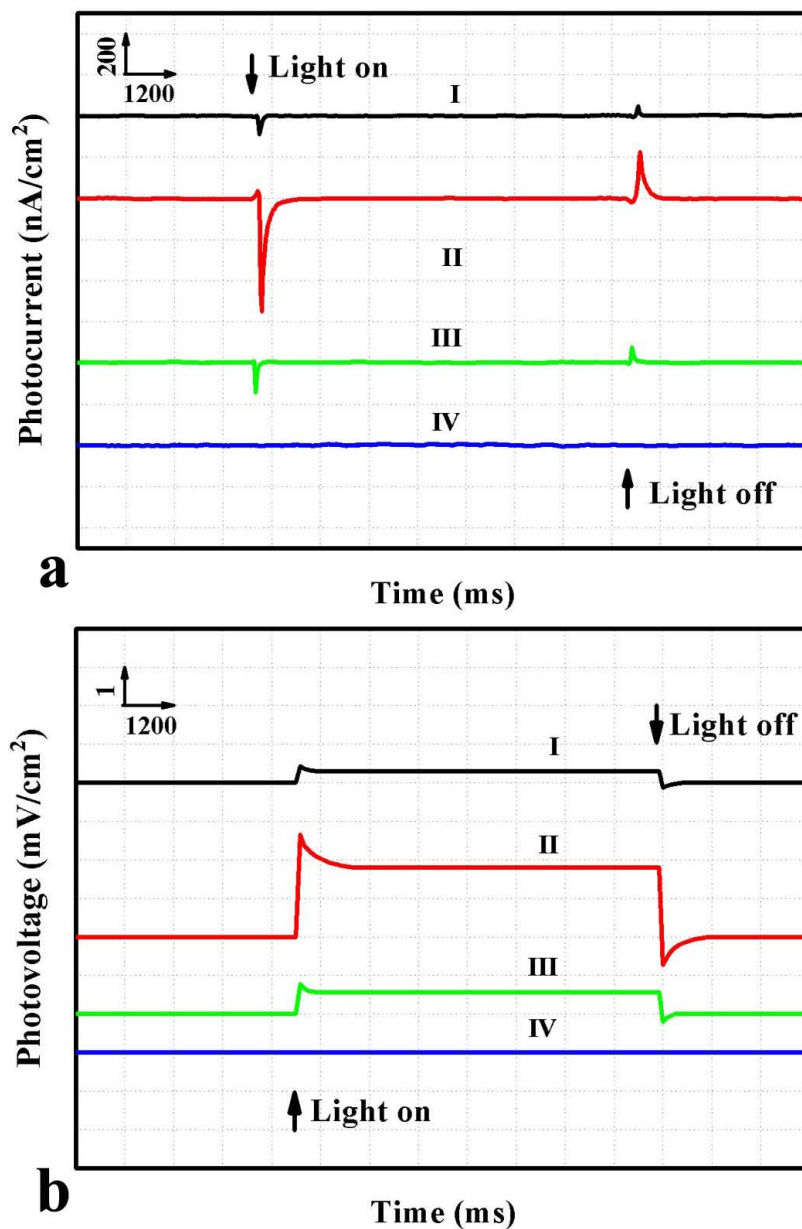 200
1200
Light on
I
II
III
IV
Light off
Photocurrent (nA/cm²)
a
Time (ms)
1
1200
Light off
I
II
III
IV
Light on
Photovoltage (mV/cm²)
b
Time (ms)